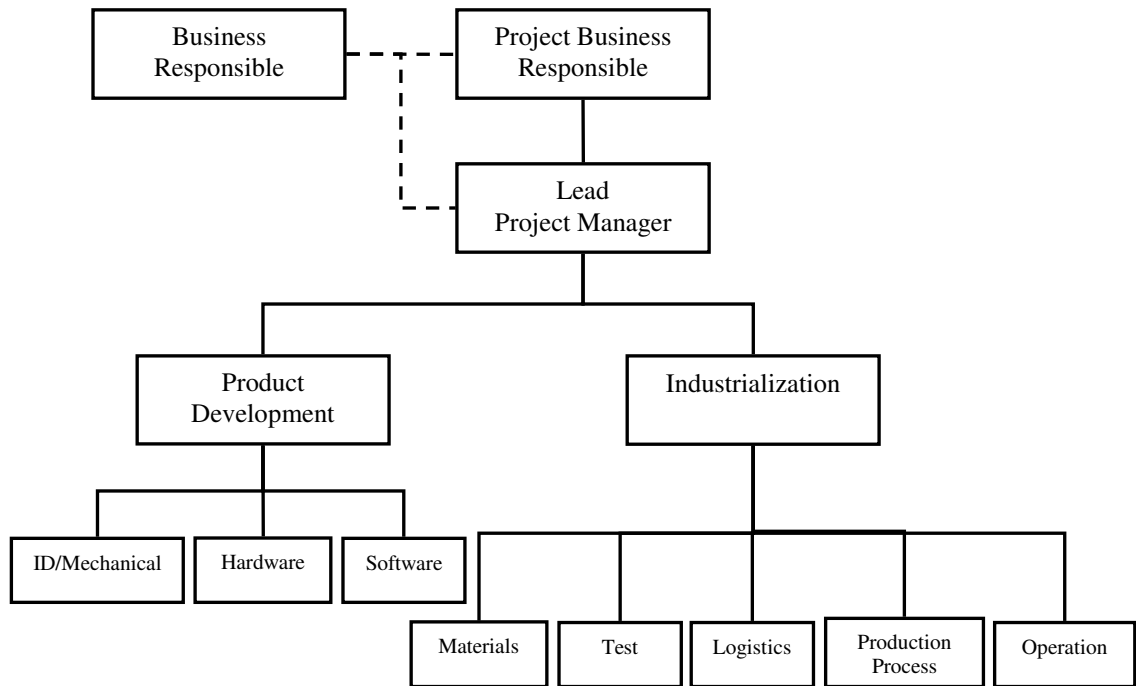 Business
Responsible
Project Business
Responsible
Lead
Project Manager
Product
Development
Industrialization
ID/Mechanical
Hardware
Software
Materials
Test
Logistics
Production
Process
Operation